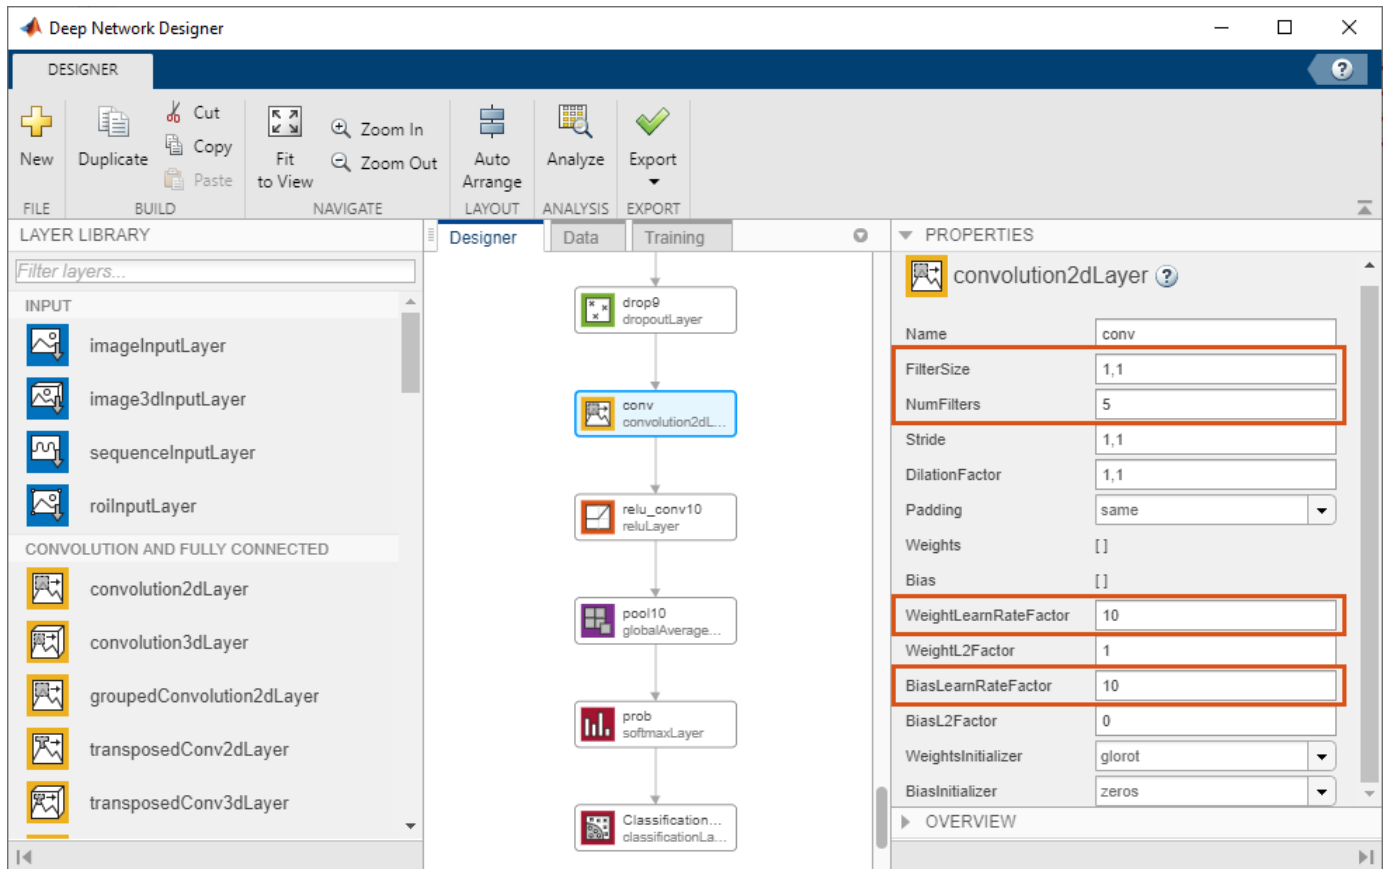 Deep Network Designer
DESIGNER
?
New
Duplicate
Cut
Copy
Paste
Fit
to View
Zoom In
Zoom Out
Auto
Arrange
Analyze
Export
FILE
BUILD
NAVIGATE
LAYOUT
ANALYSIS
EXPORT
LAYER LIBRARY
Filter layers...
INPUT
imageInputLayer
image3dInputLayer
sequenceInputLayer
roiInputLayer
CONVOLUTION AND FULLY CONNECTED
convolution2dLayer
convolution3dLayer
groupedConvolution2dLayer
transposedConv2dLayer
transposedConv3dLayer
Designer
Data
Training
drop9
dropoutLayer
conv
convolution2dL...
relu_conv10
reluLayer
pool10
globalAverage...
prob
softmaxLayer
Classification...
classificationLa...
PROPERTIES
convolution2dLayer ?
Name conv
FilterSize 1,1
NumFilters 5
Stride 1,1
DilationFactor 1,1
Padding same
Weights []
Bias []
WeightLearnRateFactor 10
WeightL2Factor 1
BiasLearnRateFactor 10
BiasL2Factor 0
WeightsInitializer glorot
BiasInitializer zeros
OVERVIEW